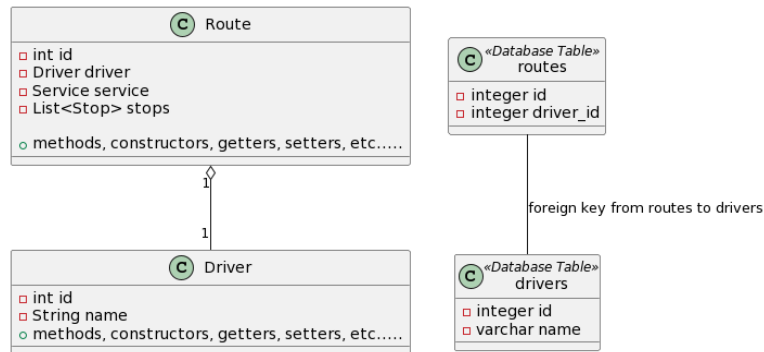 C Route
int id
Driver driver
Service service
List<Stop> stops
methods, constructors, getters, setters, etc.....
1
1
C Driver
int id
String name
methods, constructors, getters, setters, etc.....
C «Database Table»
routes
integer id
integer driver_id
foreign key from routes to drivers
C «Database Table»
drivers
integer id
varchar name